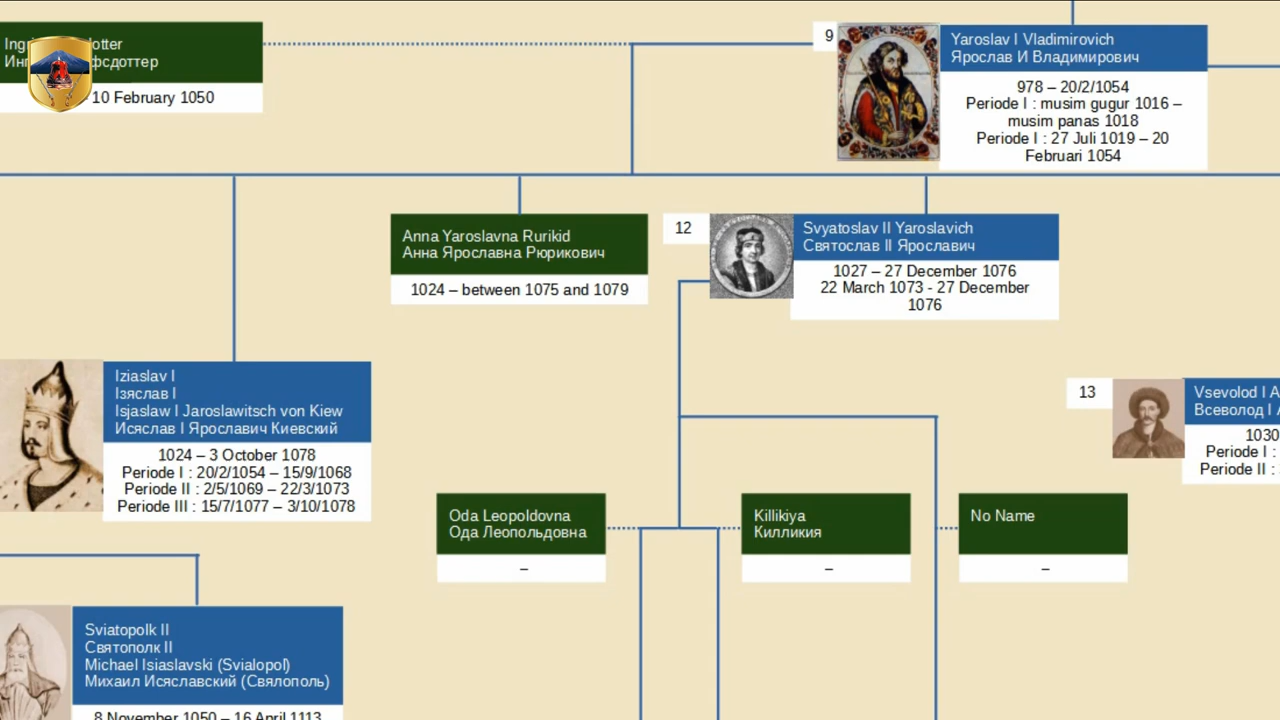 Ing
otter
Инг
фсдоттер
10 February 1050
9
Yaroslav I Vladimirovich
Ярослав И Владимирович
978 – 20/2/1054
Periode I : musim gugur 1016 –
musim panas 1018
Periode I : 27 Juli 1019 – 20
Februari 1054
Anna Yaroslavna Rurikid
Анна Ярославна Рюрикович
1024 – between 1075 and 1079
12
Svyatoslav II Yaroslavich
Святослав II Ярославич
1027 – 27 December 1076
22 March 1073 - 27 December
1076
Iziaslav I
Ізяслав I
Isjaslaw I Jaroslawitsch von Kiew
Исяслав I Ярославич Киевский
1024 – 3 October 1078
Periode I : 20/2/1054 – 15/9/1068
Periode II : 2/5/1069 – 22/3/1073
Periode III : 15/7/1077 – 3/10/1078
13
Vsevolod I
Всеволод I
1030
Periode I :
Periode II :
Oda Leopoldovna
Ода Леопольдовна
–
Killikiya
Килликия
–
No Name
–
Sviatopolk II
Святополк II
Michael Isiaslavski (Svialopol)
Михаил Исяславский (Свялополь)
8 November 1050 – 16 April 1113